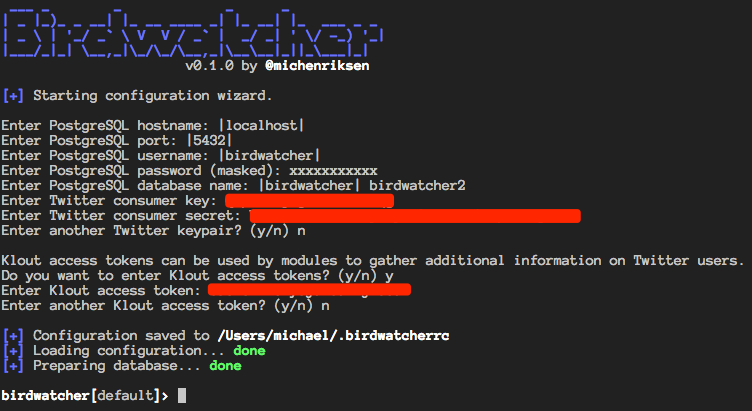 Birdwatcher
v0.1.0 by @michenriksen
[+] Starting configuration wizard.
Enter PostgreSQL hostname: |localhost|
Enter PostgreSQL port: |5432|
Enter PostgreSQL username: |birdwatcher|
Enter PostgreSQL password (masked): xxxxxxxxxxx
Enter PostgreSQL database name: |birdwatcher| birdwatcher2
Enter Twitter consumer key:
Enter Twitter consumer secret:
Enter another Twitter keypair? (y/n) n
Klout access tokens can be used by modules to gather additional information on Twitter users.
Do you want to enter Klout access tokens? (y/n) y
Enter Klout access token:
Enter another Klout access token? (y/n) n
[+] Configuration saved to /Users/michael/.birdwatcherrc
[+] Loading configuration... done
[+] Preparing database... done
birdwatcher[default]>